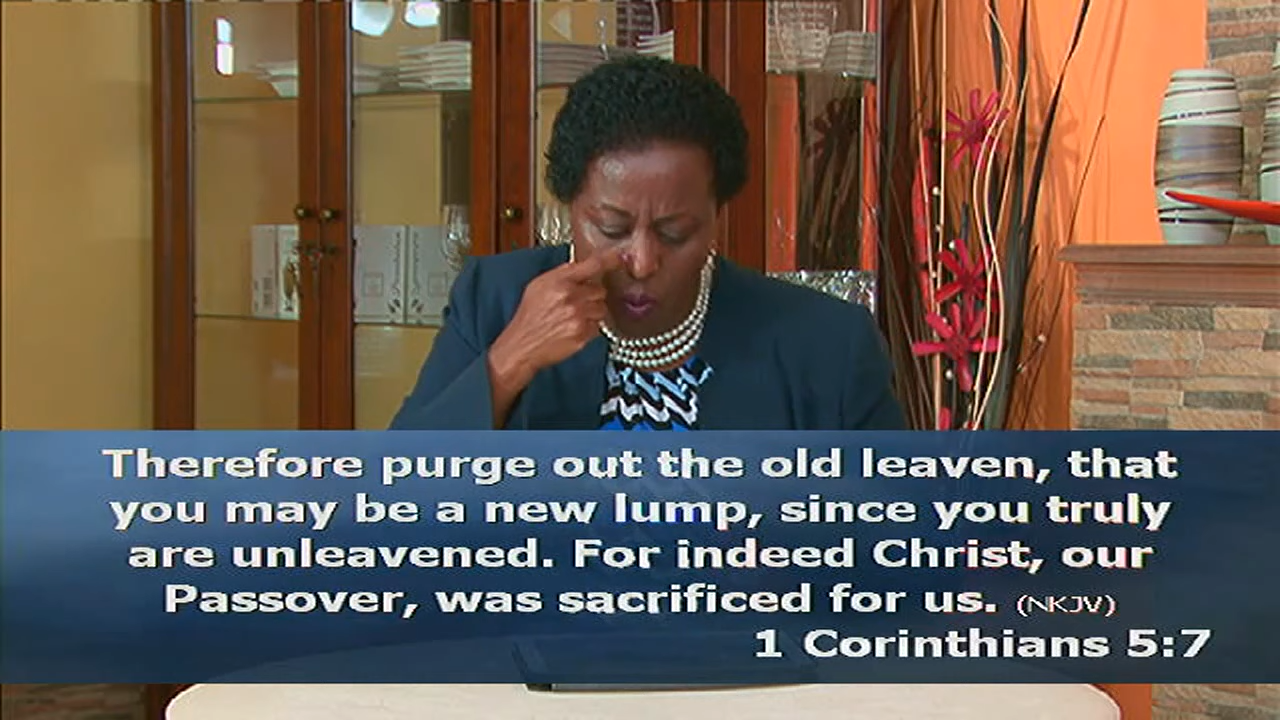 Therefore purge out the old leaven, that
you may be a new lump, since you truly
are unleavened. For indeed Christ, our
Passover, was sacrificed for us. (NKJV)
1 Corinthians 5:7